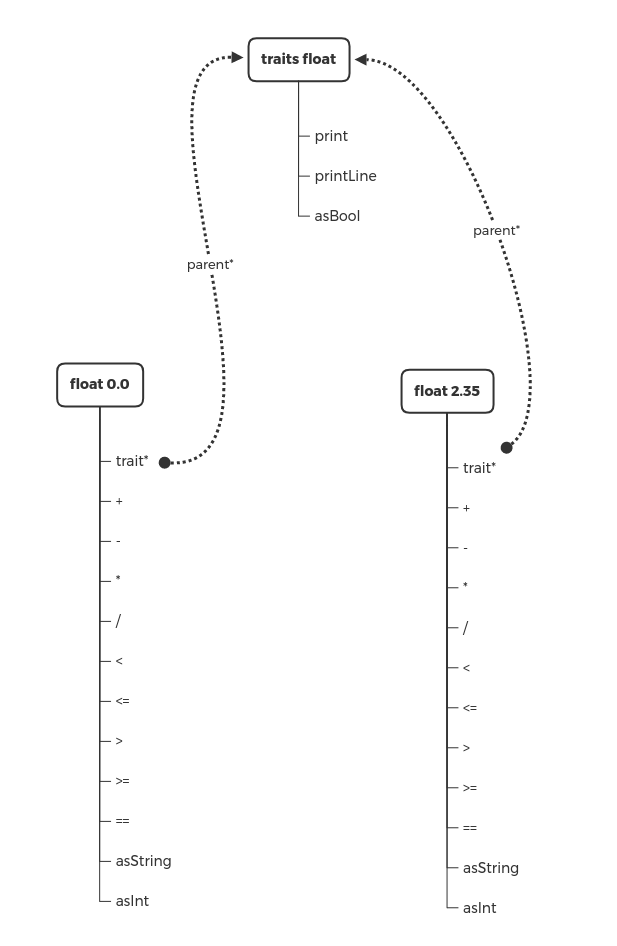 traits float
print
printLine
asBool
parent*
parent*
float 0.0
trait*
+
-
*
/
<
<=
>
>=
==
asString
asInt
float 2.35
trait*
+
-
*
/
<
<=
>
>=
==
asString
asInt